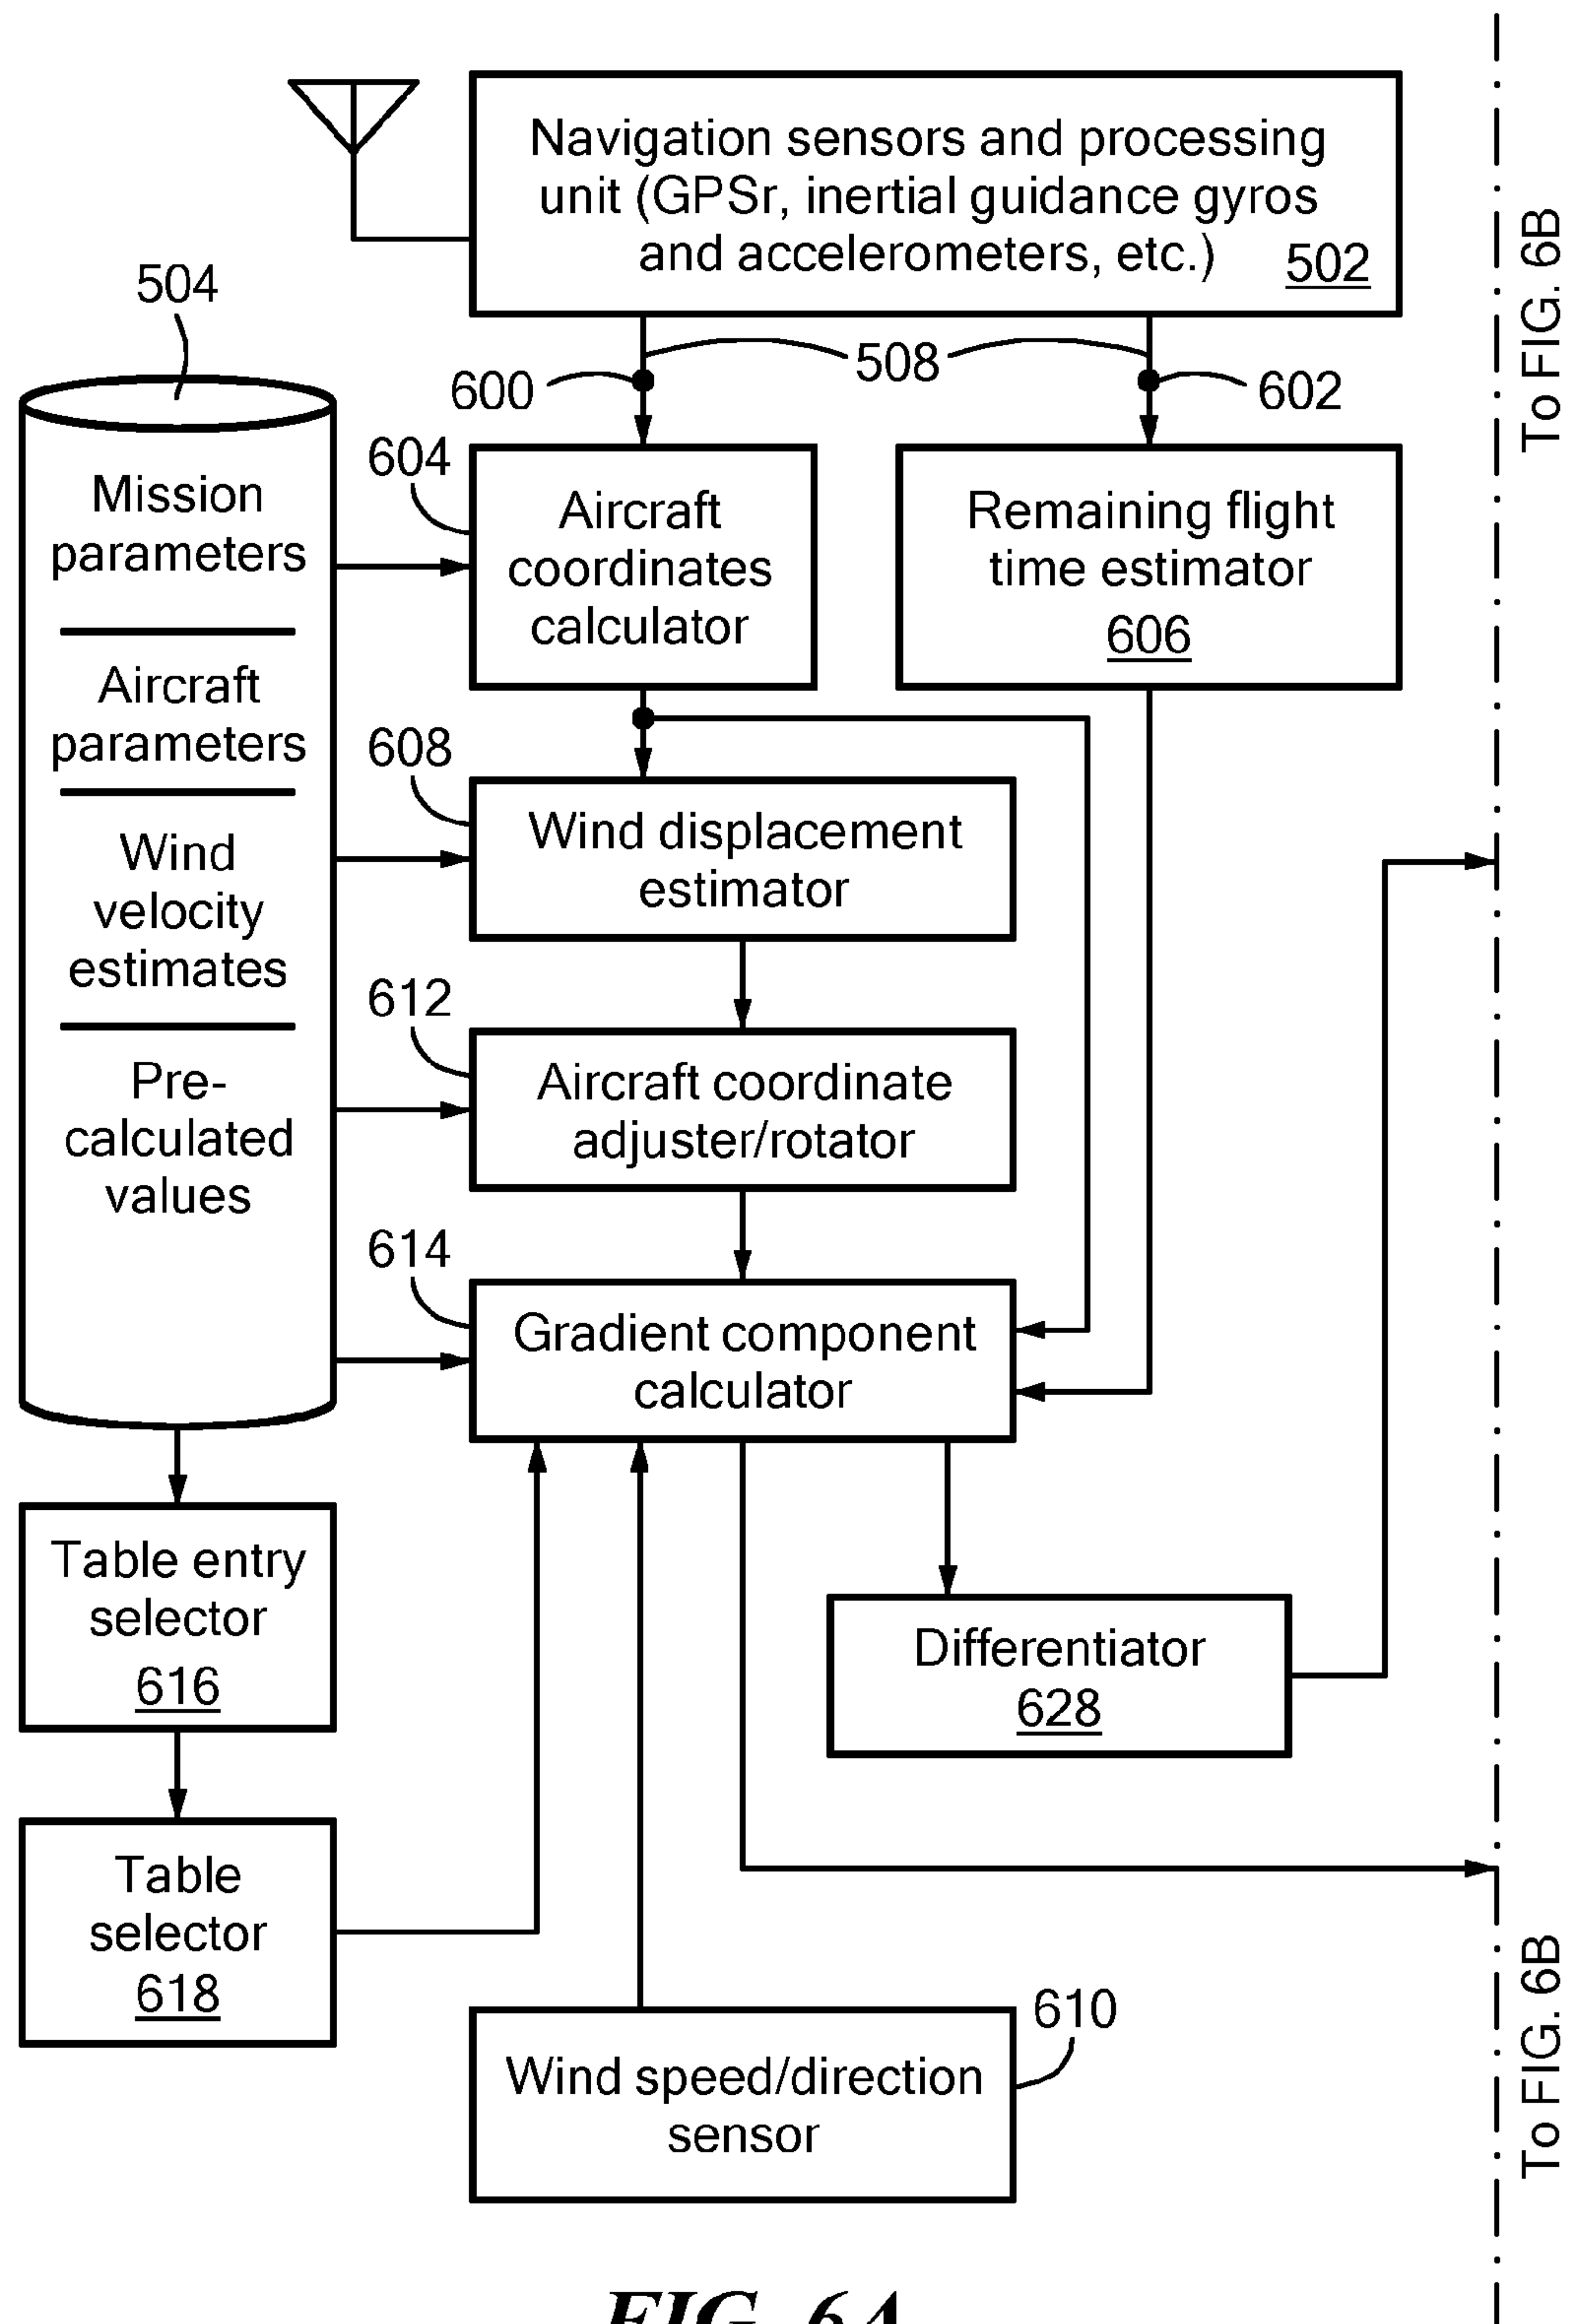 Navigation sensors and processing
unit (GPSr, inertial guidance gyros
and accelerometers, etc.) 502
To FIG. 6B
504
508
600
602
Mission
parameters
Aircraft
parameters
Wind
velocity
estimates
Pre-
calculated
values
604
Aircraft
coordinates
calculator
Remaining flight
time estimator
606
608
Wind displacement
estimator
612
Aircraft coordinate
adjuster/rotator
614
Gradient component
calculator
Table entry
selector
616
Differentiator
628
Table
selector
618
610
Wind speed/direction
sensor
To FIG. 6B
FIG. 6A